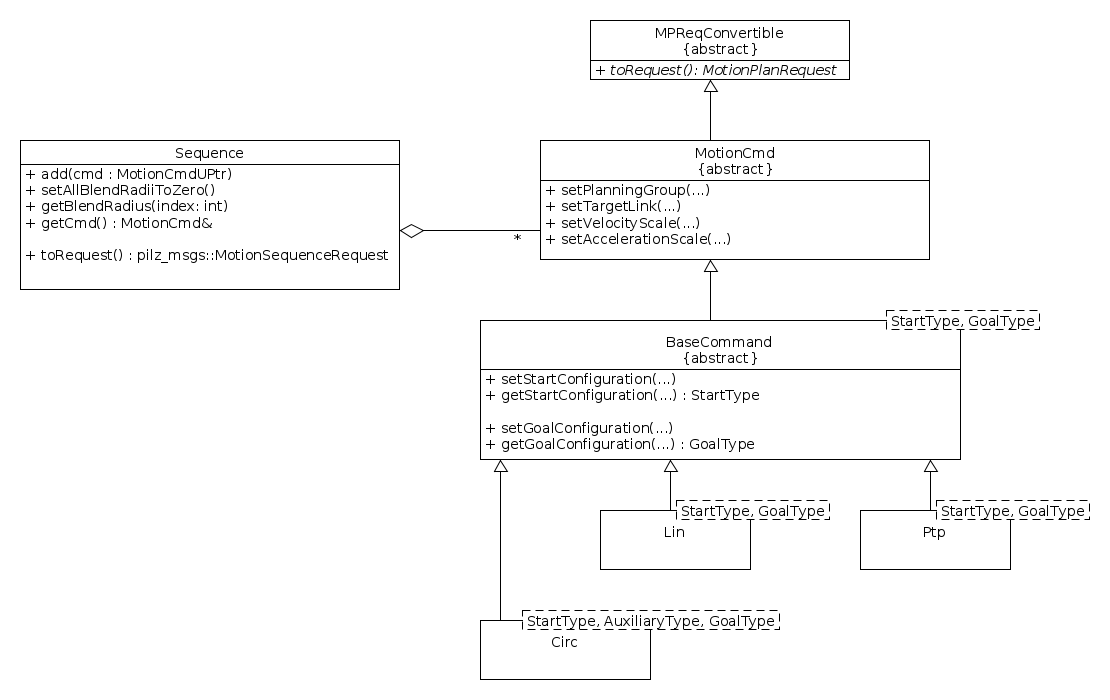 MPReqConvertible
{abstract}
+ toRequest(): MotionPlanRequest
Sequence
+ add(cmd : MotionCmdUPtr)
+ setAllBlendRadiiToZero()
+ getBlendRadius(index: int)
+ getCmd() : MotionCmd&
+ toRequest() : pilz_msgs::MotionSequenceRequest
*
MotionCmd
{abstract}
+ setPlanningGroup(...)
+ setTargetLink(...)
+ setVelocityScale(...)
+ setAccelerationScale(...)
StartType, GoalType
BaseCommand
{abstract}
+ setStartConfiguration(...)
+ getStartConfiguration(...) : StartType
+ setGoalConfiguration(...)
+ getGoalConfiguration(...) : GoalType
StartType, GoalType
Lin
StartType, GoalType
Ptp
StartType, AuxiliaryType, GoalType
Circ